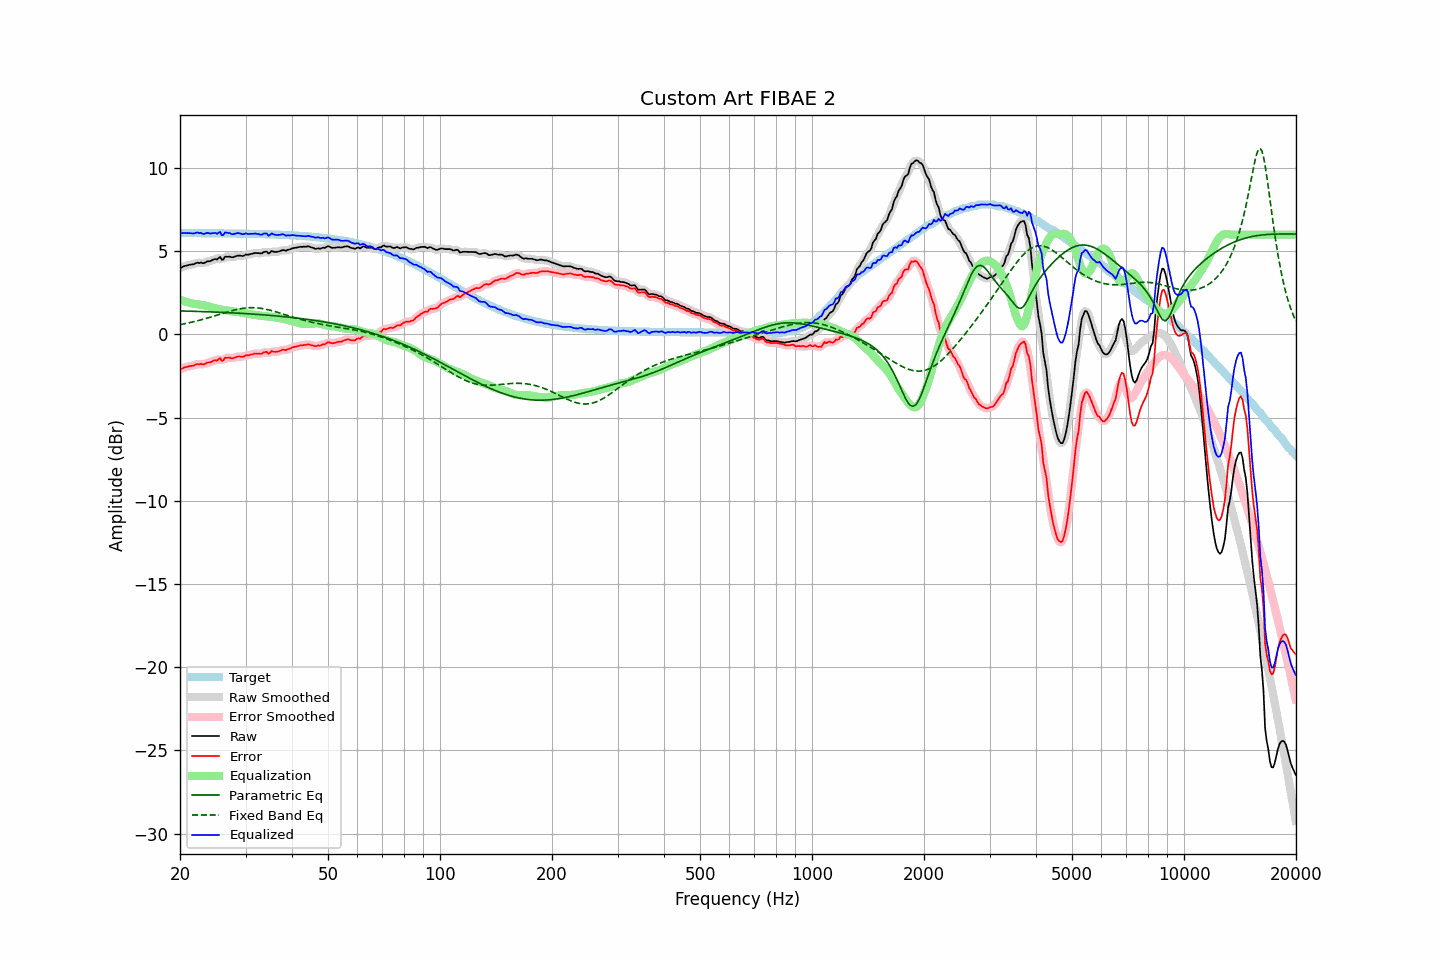 Custom Art FIBAE 2
10
5
0
−5
−10
−15
−20
−25
−30
Amplitude (dBr)
Target
Raw Smoothed
Error Smoothed
Raw
Error
Equalization
Parametric Eq
Fixed Band Eq
Equalized
20 50 100 200 500 1000 2000 5000 10000 20000
Frequency (Hz)